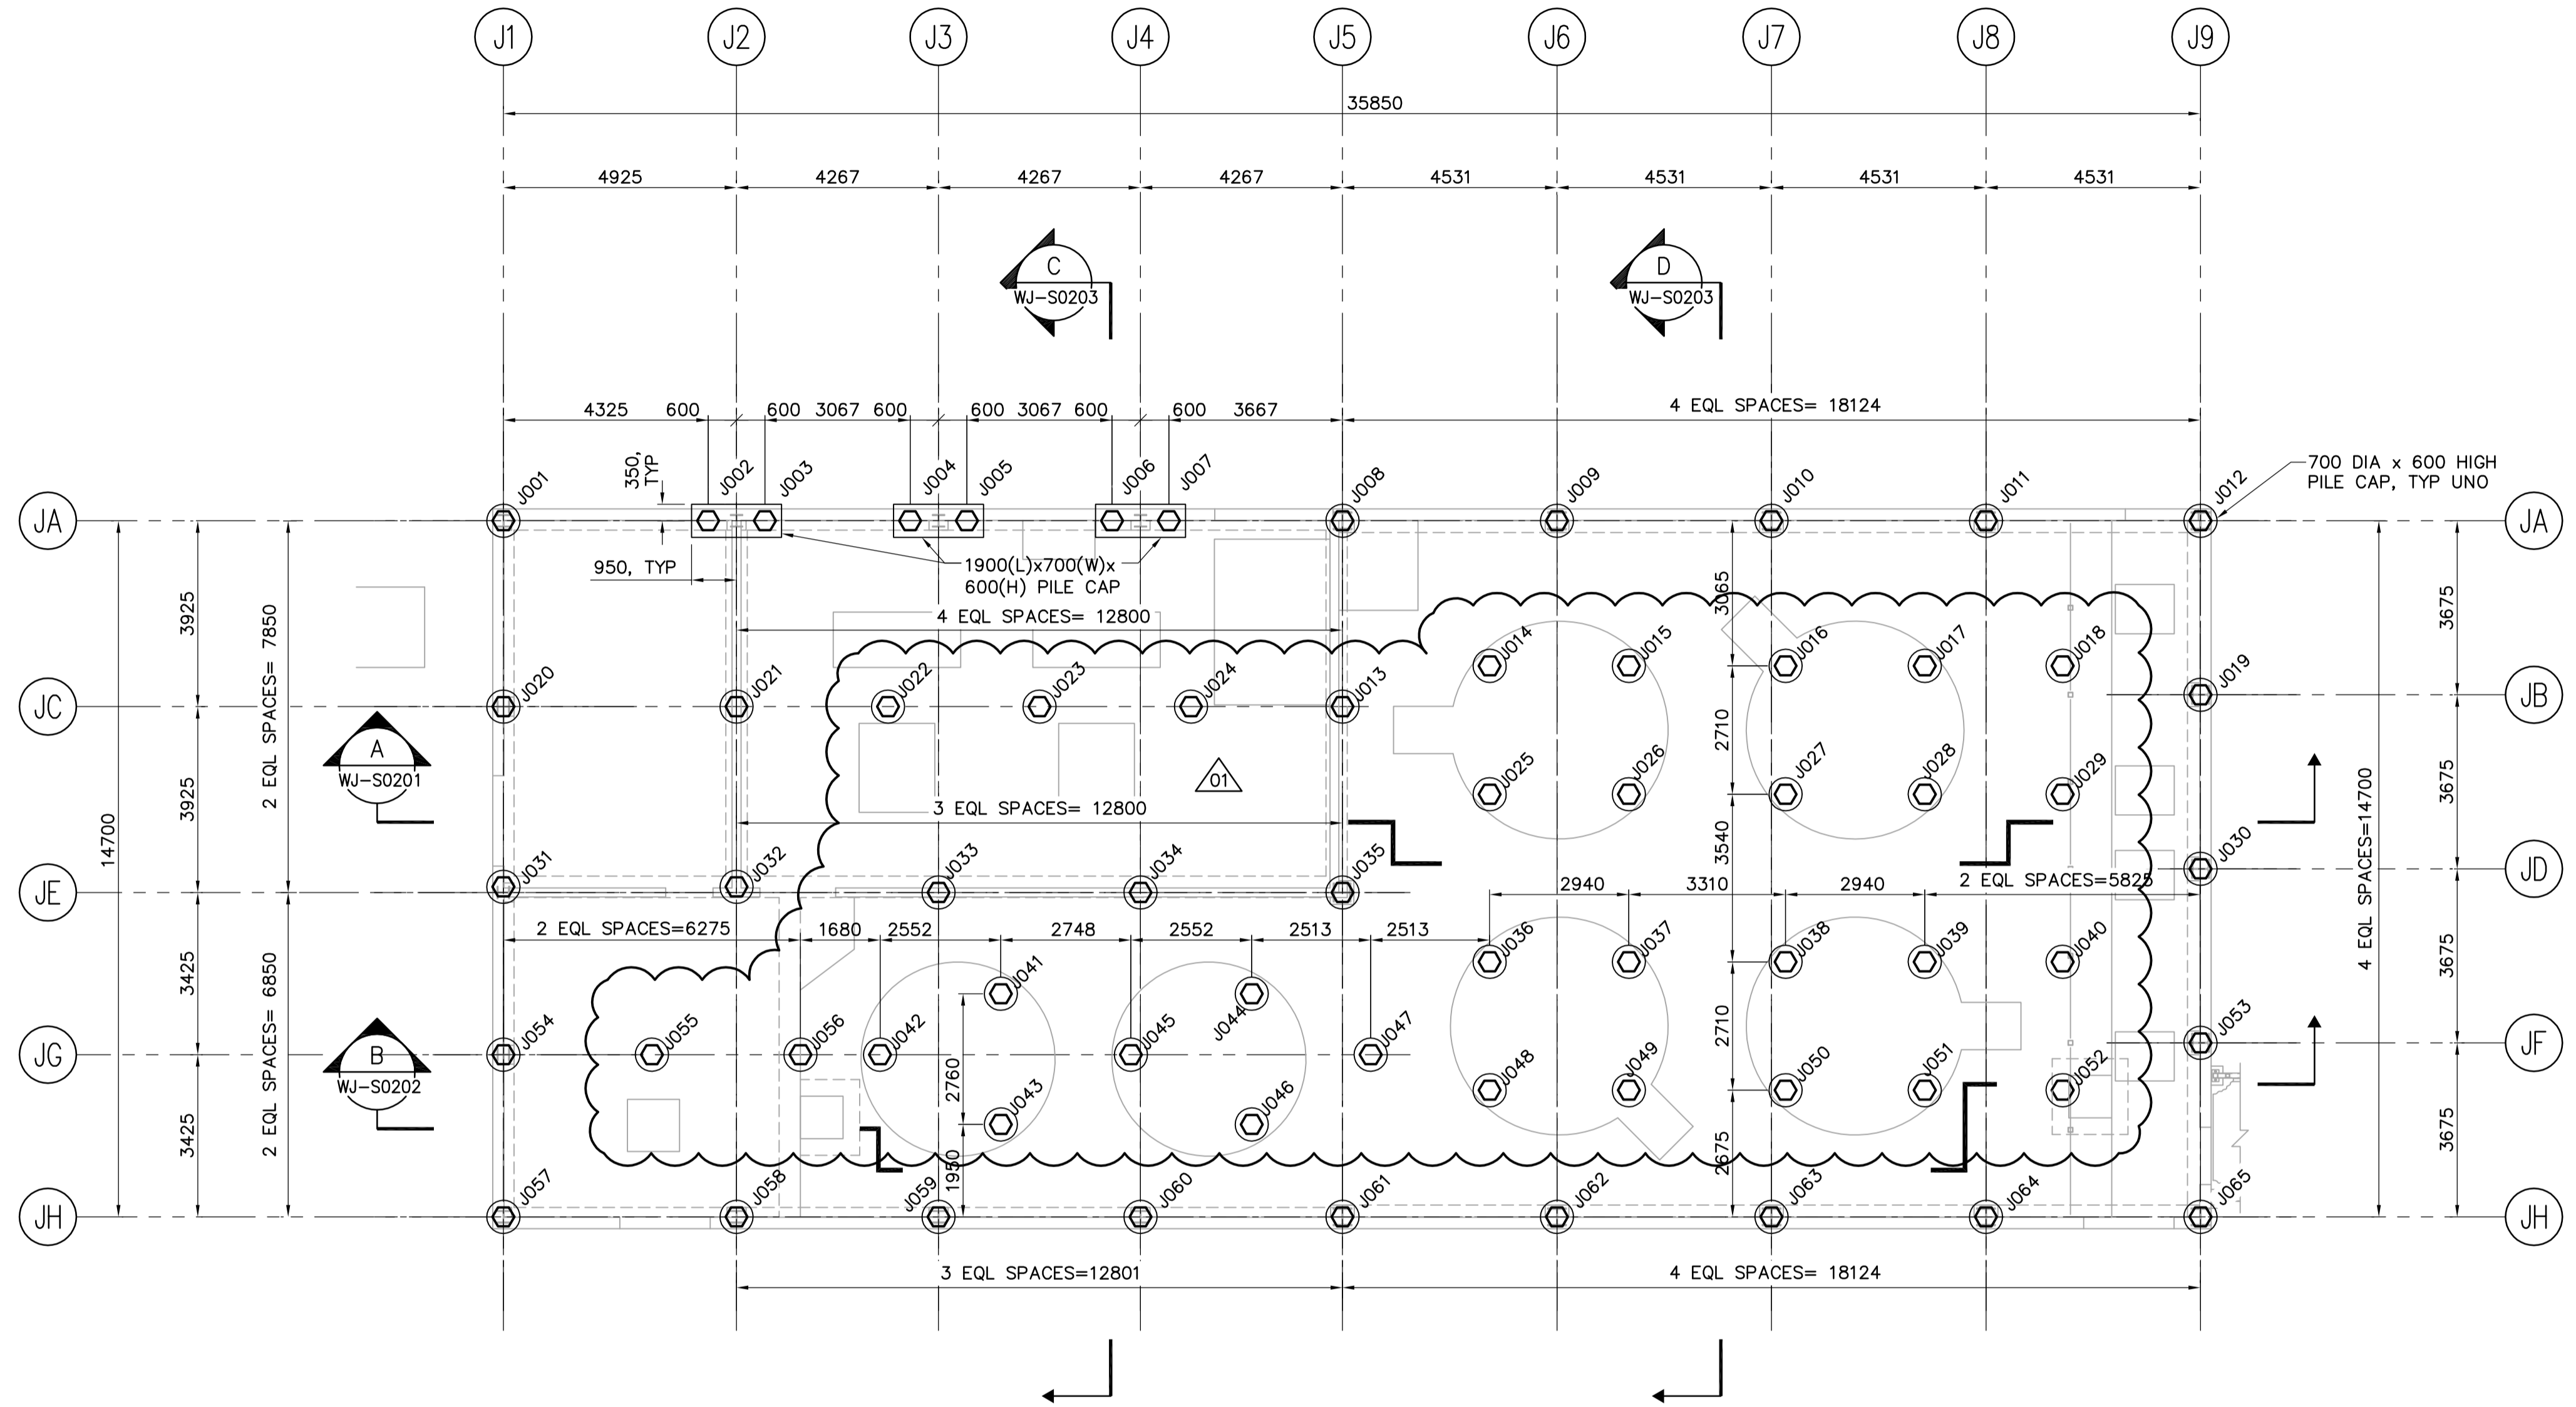 J1 J2 J3 J4 J5 J6 J7 J8 J9
35850
4925 4267 4267 4267 4531 4531 4531 4531
C
WJ-S0203
D
WJ-S0203
4325 600 600 3067 600 600 3067 600 600 3667 4 EQL SPACES= 18124
350,
TYP
J001 J002 J003 J004 J005 J006 J007 J008 J009 J010 J011 J012
700 DIA x 600 HIGH
PILE CAP, TYP UNO
JA JA
950, TYP
1900(L)x700(W)x
600(H) PILE CAP
4 EQL SPACES= 12800
3065
3925
2 EQL SPACES= 7850
3675
J014 J015 J016 J017 J018
J020 J021 J022 J023 J024 J013 J019
JC JB
2710
A
WJ-S0201
01
J025 J026 J027 J028 J029
3925
3675
3 EQL SPACES= 12800
14700
3540
4 EQL SPACES=14700
J031 J032 J033 J034 J035 J030
JE JD
2940 3310 2940 2 EQL SPACES=5825
2 EQL SPACES=6275 1680 2552 2748 2552 2513 2513
3425
2 EQL SPACES= 6850
3675
J036 J037 J038 J039 J040
J041 J044
J054 J055 J056 J042 J045 J047 J053
JG JF
2710
B
WJ-S0202
2760
J048 J049 J050 J051 J052
J043 J046
3425
1950
2675
3675
J057 J058 J059 J060 J061 J062 J063 J064 J065
JH JH
3 EQL SPACES=12801 4 EQL SPACES= 18124